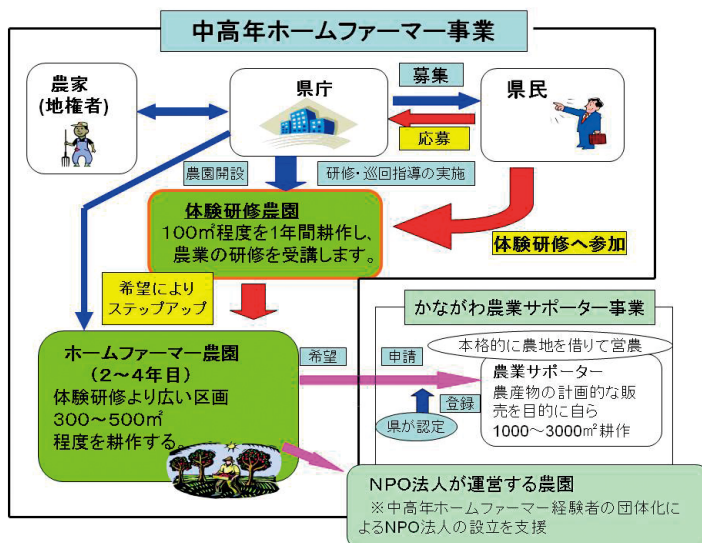 中高年ホームファーマー事業
農家
(地権者)
県庁
募集
応募
県民
農園開設
研修・巡回指導の実施
体験研修農園
100㎡程度を1年間耕作し、
農業の研修を受講します。
体験研修へ参加
希望により
ステップアップ
かながわ農業サポーター事業
本格的に農地を借りて営農
ホームファーマー農園
(2～4年目)
体験研修より広い区画
300～500㎡
程度を耕作する。
希望
申請
登録
県が認定
農業サポーター
農産物の計画的な販
売を目的に自ら
1000～3000㎡耕作
NPO法人が運営する農園
※中高年ホームファーマー経験者の団体化に
よるNPO法人の設立を支援